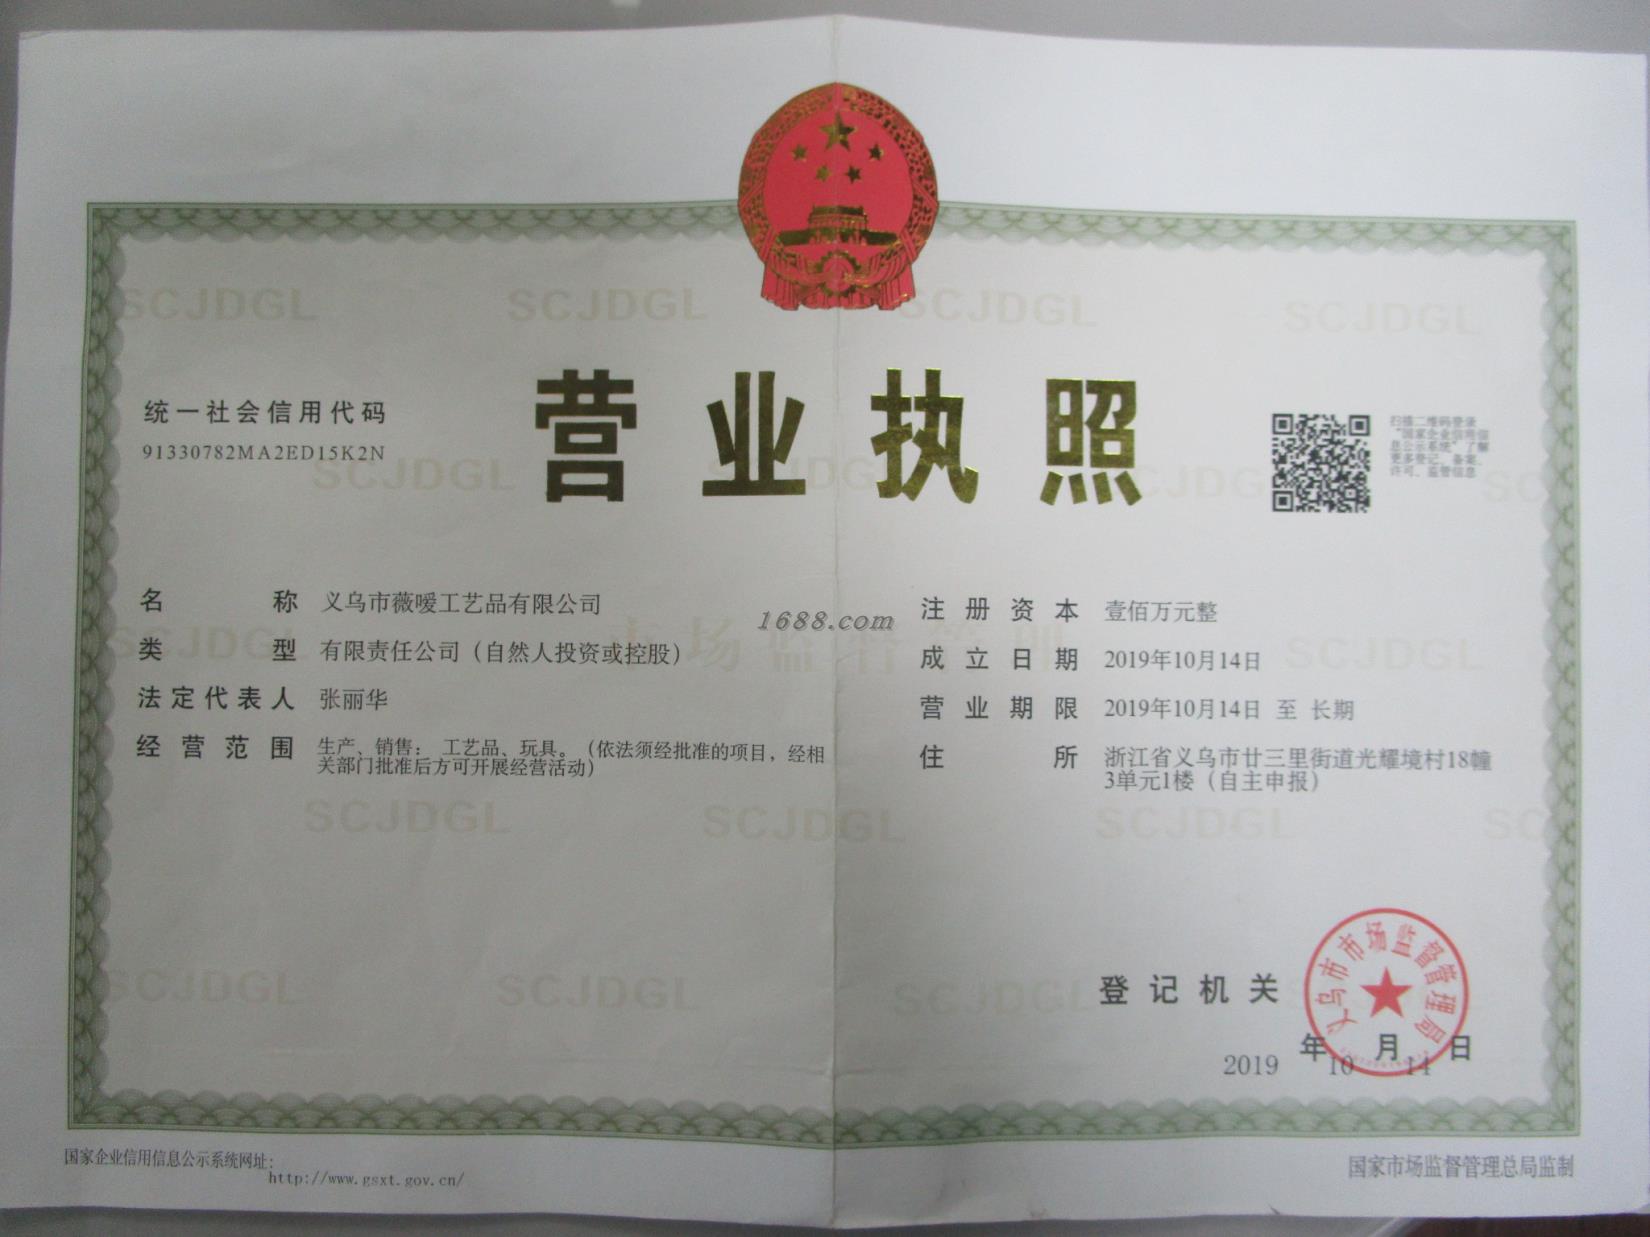 营业执照
统一社会信用代码
91330782MA2ED15K2N
扫描二维码登录
“国家企业信用信
息公示系统”了解
更多登记、备案、
许可、监管信息
名称 义乌市薇嗳工艺品有限公司
类型 有限责任公司（自然人投资或控股）
法定代表人 张丽华
经营范围 生产、销售： 工艺品、玩具。（依法须经批准的项目，经相
关部门批准后方可开展经营活动）
1688.com
注册资本 壹佰万元整
成立日期 2019年10月14日
营业期限 2019年10月14日 至 长期
住所 浙江省义乌市廿三里街道光耀境村18幢
3单元1楼（自主申报）
登记机关
义乌市市场监督管理局
2019 年 10 月 14 日
国家企业信用信息公示系统网址：
http://www.gsxt.gov.cn/
国家市场监督管理总局监制
SCJDGL
市场监督管理